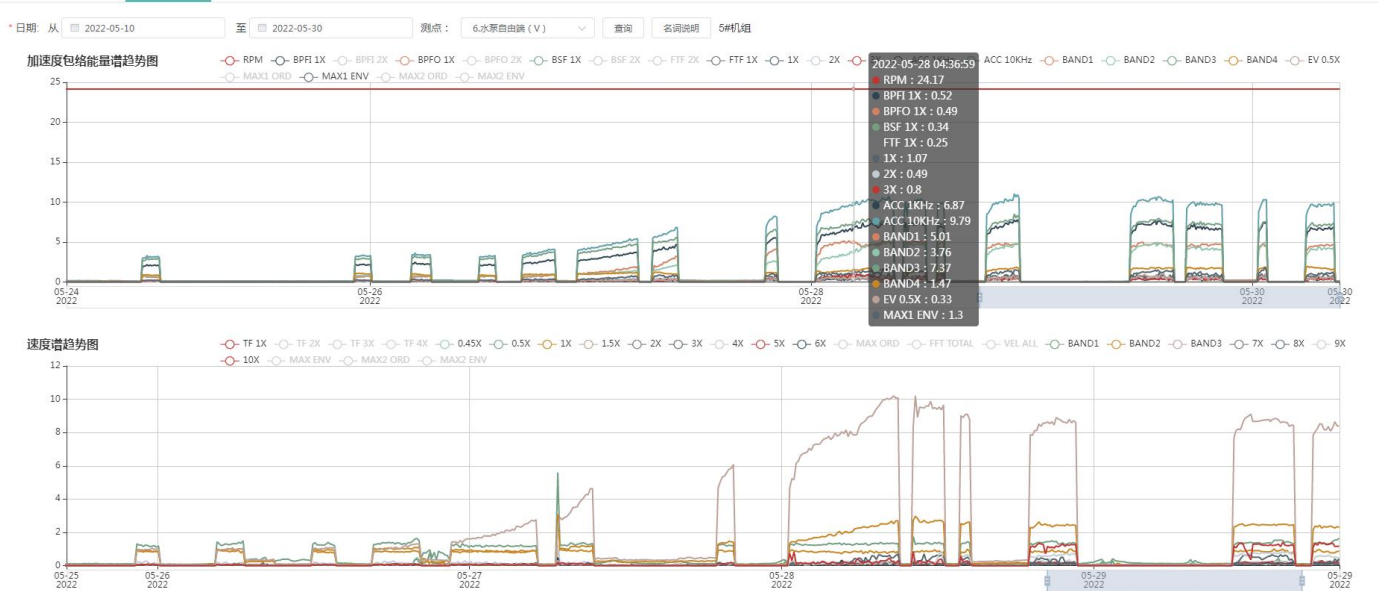 * 日期: 从 2022-05-10 至 2022-05-30 测点： 6.水泵自由端 ( V ) 查询 名词说明 5#机组
加速度包络能量谱趋势图
RPM BPFI 1X BPFI 2X BPFO 1X BPFO 2X BSF 1X BSF 2X FTF 2X FTF 1X 1X 2X ACC 10KHz BAND1 BAND2 BAND3 BAND4 EV 0.5X
MAX1 ORD MAX1 ENV MAX2 ORD MAX2 ENV
2022-05-28 04:36:59
RPM : 24.17
BPFI 1X : 0.52
BPFO 1X : 0.49
BSF 1X : 0.34
FTF 1X : 0.25
1X : 1.07
2X : 0.49
3X : 0.8
ACC 1KHz : 6.87
ACC 10KHz : 9.79
BAND1 : 5.01
BAND2 : 3.76
BAND3 : 7.37
BAND4 : 1.47
EV 0.5X : 0.33
MAX1 ENV : 1.3
25
20
15
10
5
0
05-24 2022
05-26 2022
05-28 2022
05-30 2022
05-30 2022
速度谱趋势图
TF 1X TF 2X TF 3X TF 4X 0.45X 0.5X 1X 1.5X 2X 3X 4X 5X 6X MAX ORD FFT TOTAL VEL ALL BAND1 BAND2 BAND3 7X 8X 9X
10X MAX ENV MAX2 ORD MAX2 ENV
12
10
8
6
4
2
0
05-25 2022
05-26 2022
05-27 2022
05-28 2022
05-29 2022
05-29 2022